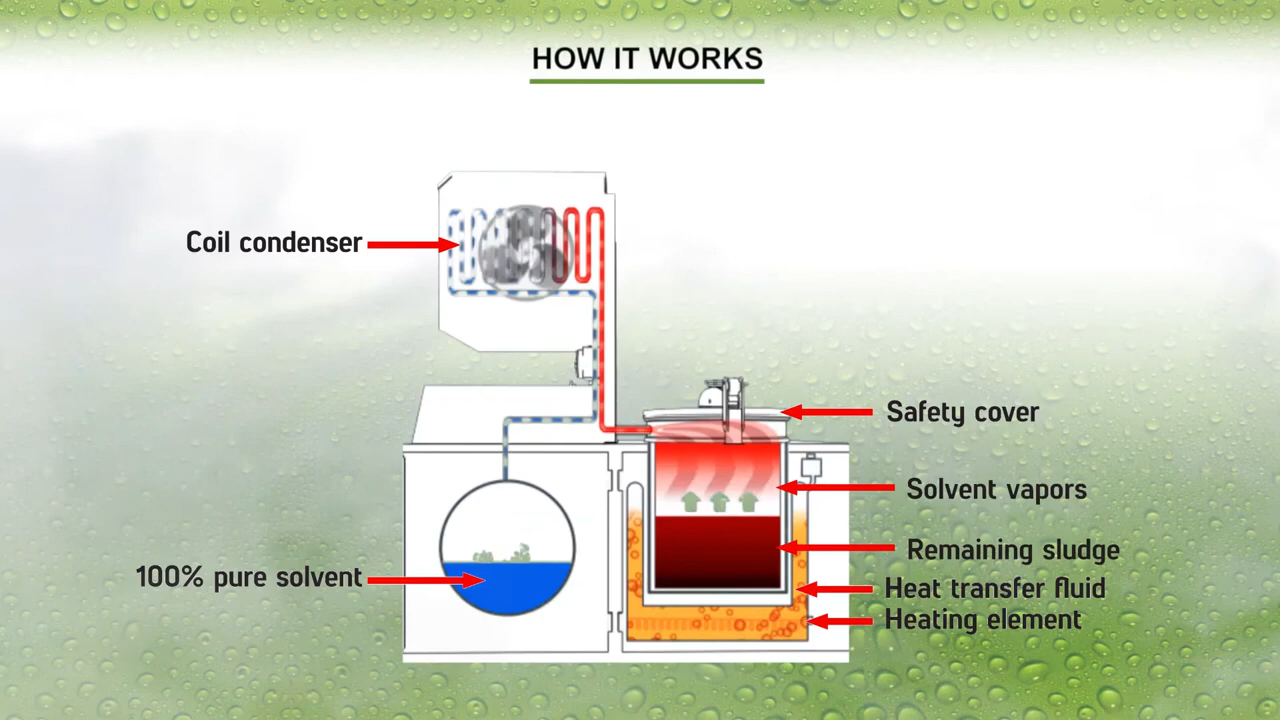 HOW IT WORKS
Coil condenser
Safety cover
Solvent vapors
Remaining sludge
100% pure solvent
Heat transfer fluid
Heating element